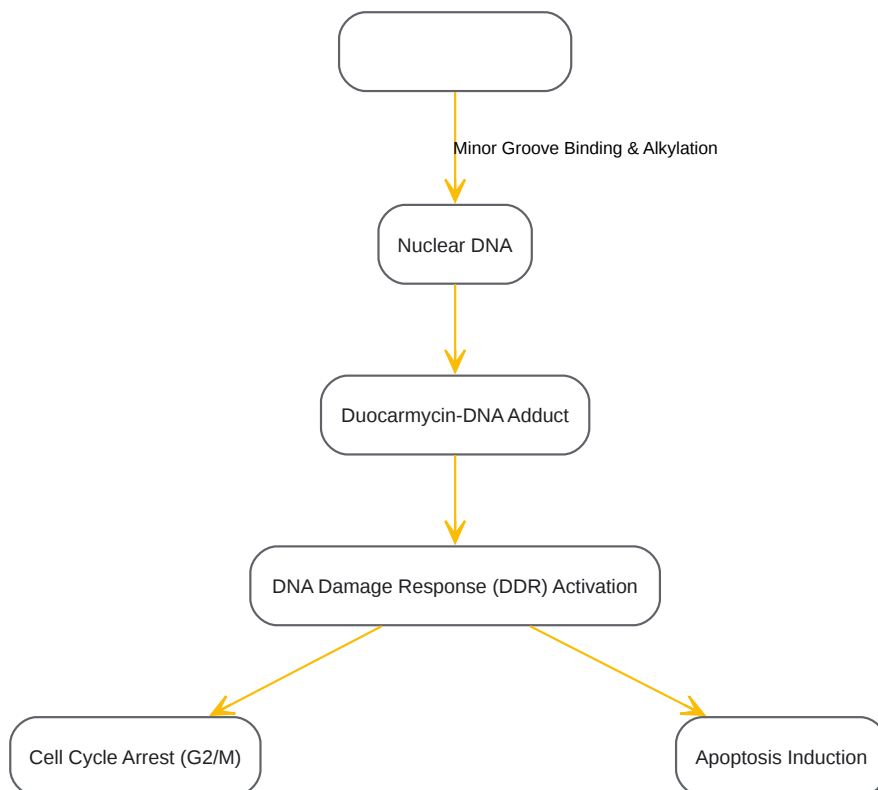 Minor Groove Binding & Alkylation
Nuclear DNA
Duocarmycin-DNA Adduct
DNA Damage Response (DDR) Activation
Cell Cycle Arrest (G2/M)
Apoptosis Induction